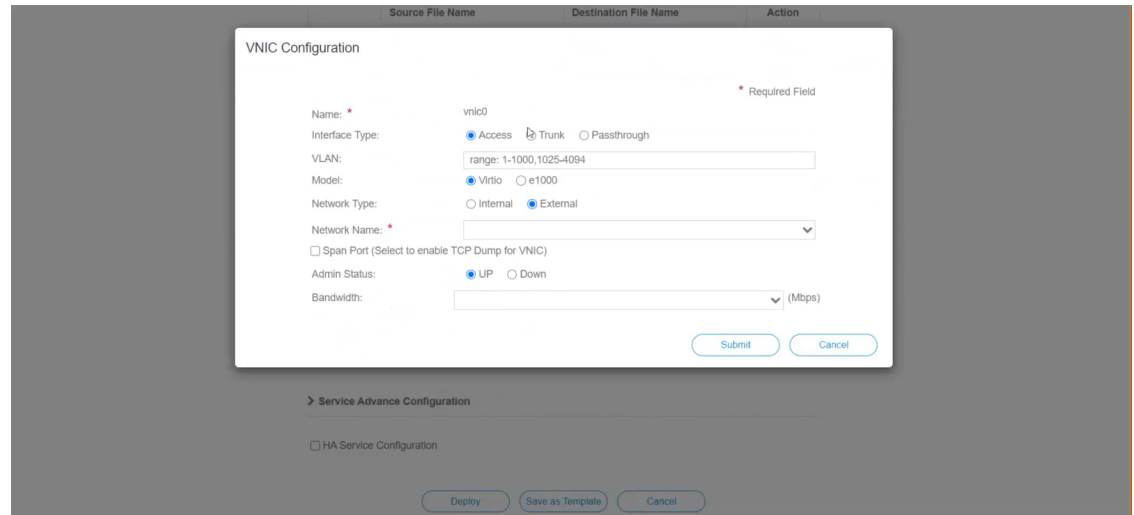 Source File Name Destination File Name Action
VNIC Configuration
* Required Field
Name: * vnic0
Interface Type: Access Trunk Passthrough
VLAN: range: 1-1000,1025-4094
Model: Virtio e1000
Network Type: Internal External
Network Name: *
Span Port (Select to enable TCP Dump for VNIC)
Admin Status: UP Down
Bandwidth: (Mbps)
Submit Cancel
Service Advance Configuration
HA Service Configuration
Deploy Save as Template Cancel